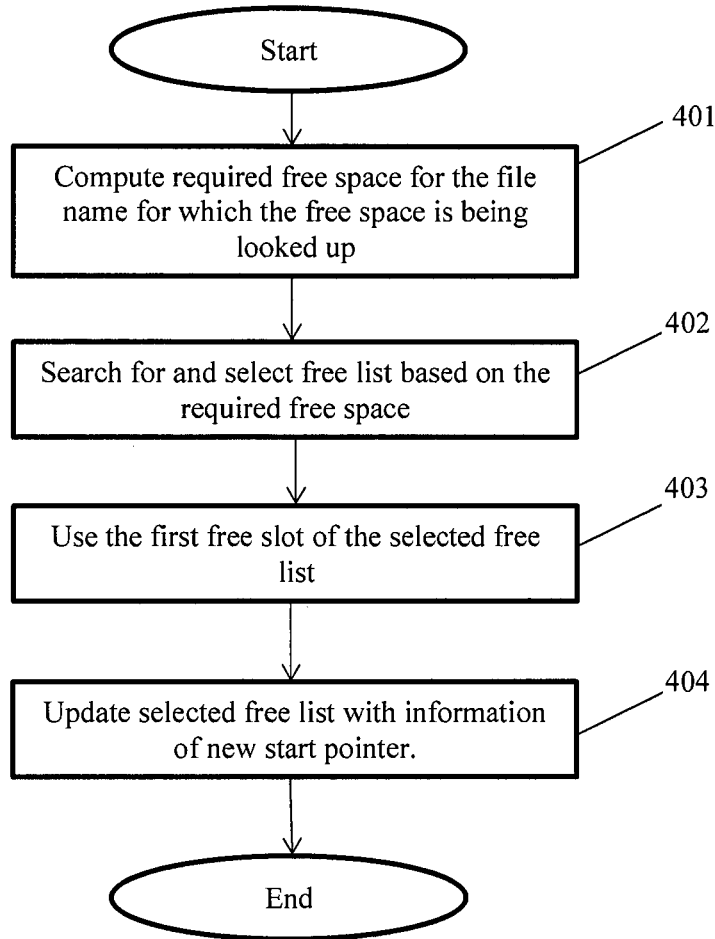 Start
401
Compute required free space for the file
name for which the free space is being
looked up
402
Search for and select free list based on the
required free space
403
Use the first free slot of the selected free
list
404
Update selected free list with information
of new start pointer.
End